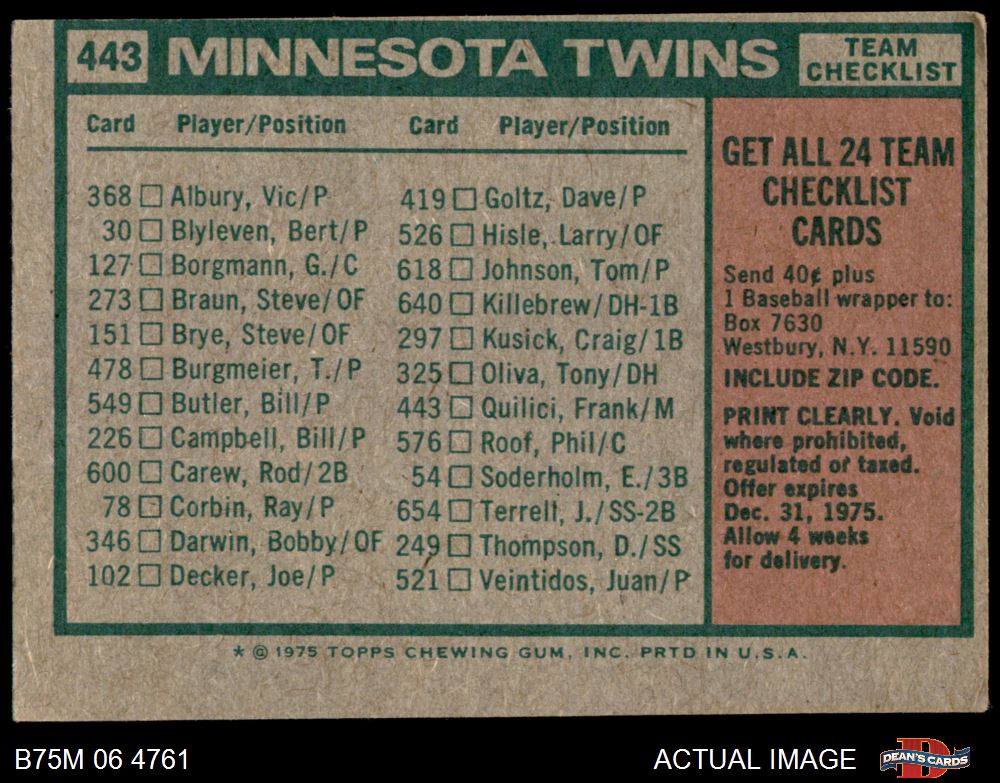 443 MINNESOTA TWINS TEAM CHECKLIST
Card Player/Position Card Player/Position
368 Albury, Vic/P
30 Blyleven, Bert/P
127 Borgmann, G./C
273 Braun, Steve/OF
151 Brye, Steve/OF
478 Burgmeier, T./P
549 Butler, Bill/P
226 Campbell, Bill/P
600 Carew, Rod/2B
78 Corbin, Ray/P
346 Darwin, Bobby/OF
102 Decker, Joe/P
419 Goltz, Dave/P
526 Hisle, Larry/OF
618 Johnson, Tom/P
640 Killebrew/DH-1B
297 Kusick, Craig/1B
325 Oliva, Tony/DH
443 Quilici, Frank/M
576 Roof, Phil/C
54 Soderholm, E./3B
654 Terrell, J./SS-2B
249 Thompson, D./SS
521 Veintidos, Juan/P
GET ALL 24 TEAM
CHECKLIST
CARDS
Send 40¢ plus
1 Baseball wrapper to:
Box 7630
Westbury, N.Y. 11590
INCLUDE ZIP CODE.
PRINT CLEARLY. Void
where prohibited,
regulated or taxed.
Offer expires
Dec. 31, 1975.
Allow 4 weeks
for delivery.
* © 1975 TOPPS CHEWING GUM, INC. PRTD IN U.S.A.
B75M 06 4761
ACTUAL IMAGE
DEAN'S CARDS